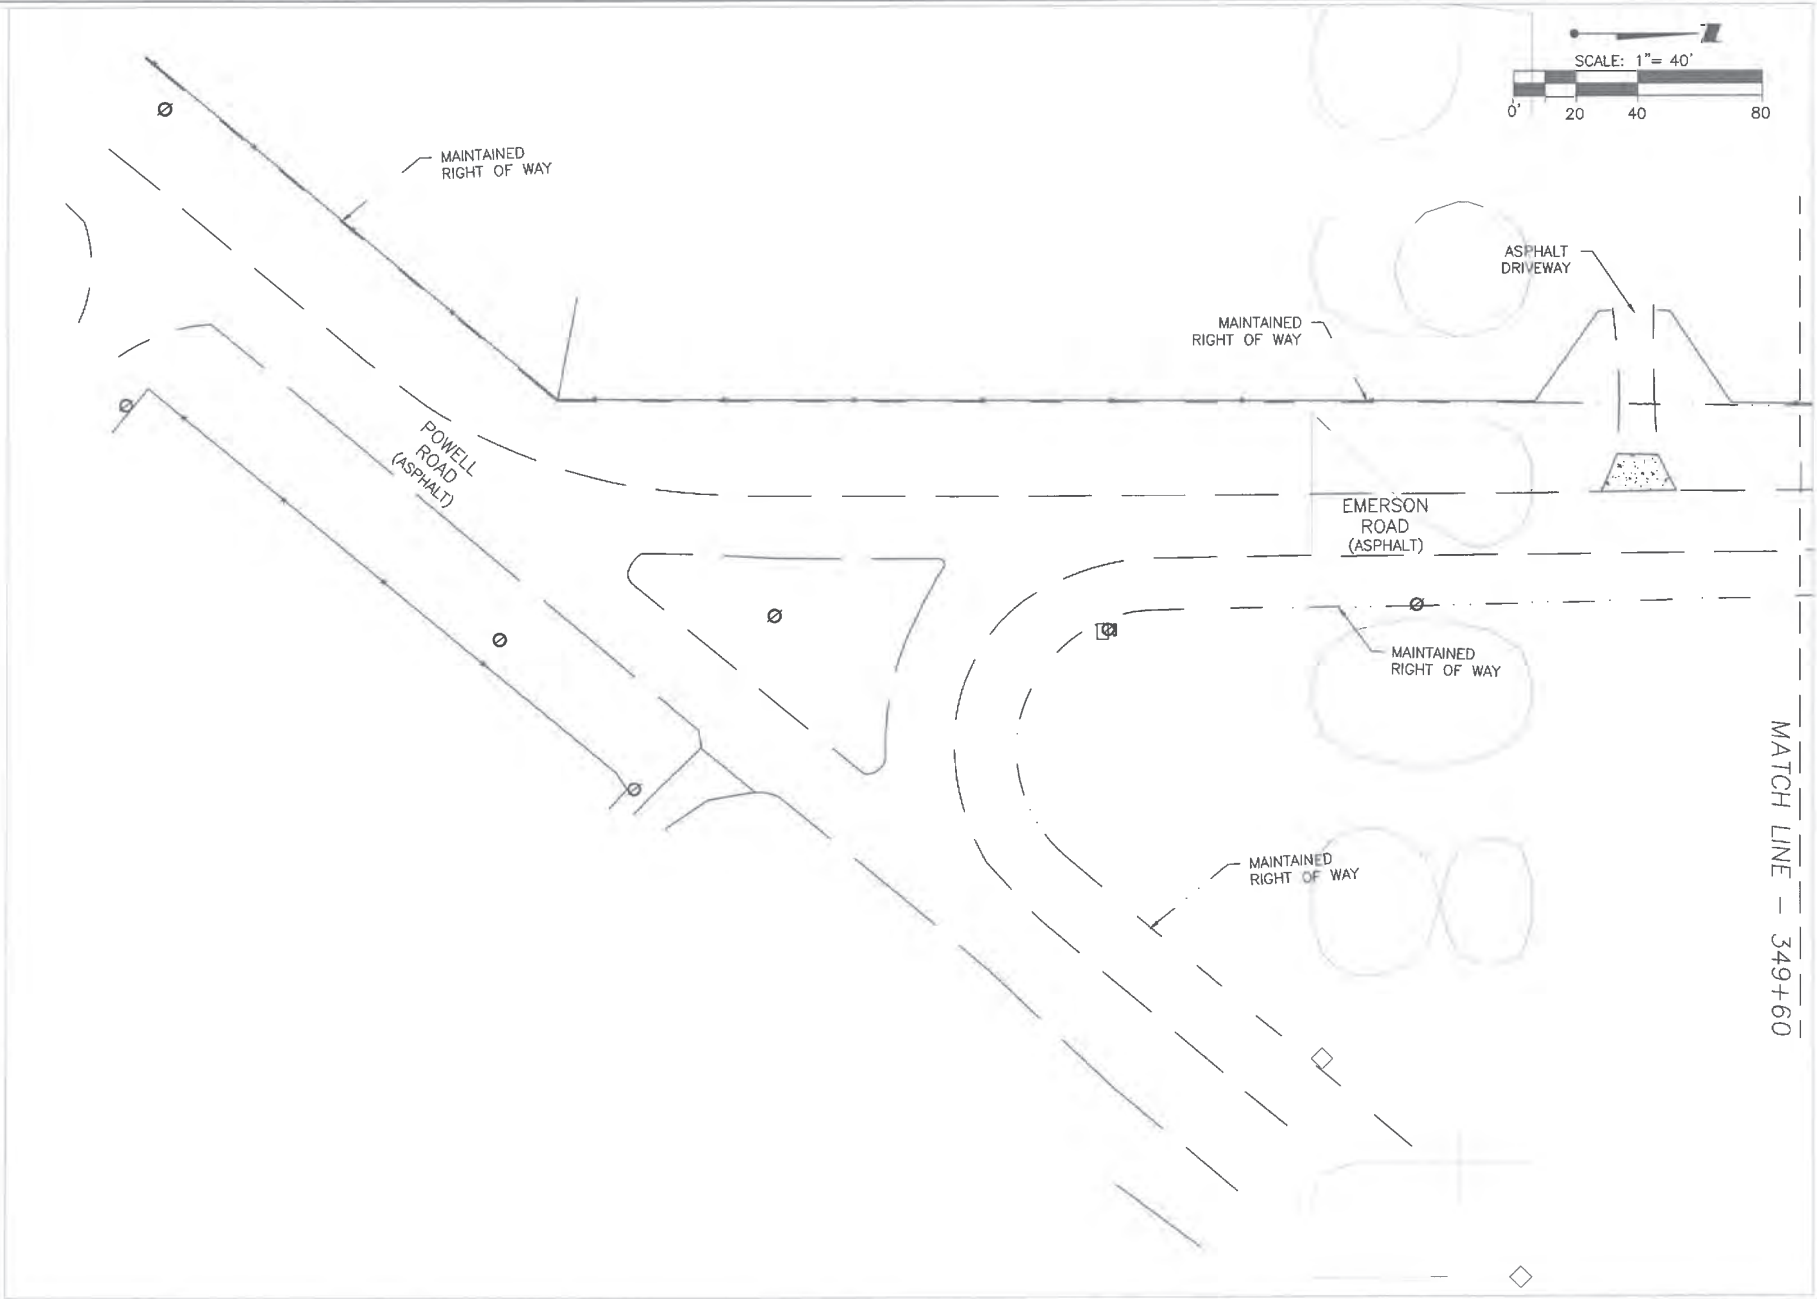 Z
SCALE: 1"= 40'
0' 20 40 80
MAINTAINED
RIGHT OF WAY
ASPHALT
DRIVEWAY
MAINTAINED
RIGHT OF WAY
POWELL
ROAD
(ASPHALT)
EMERSON
ROAD
(ASPHALT)
MAINTAINED
RIGHT OF WAY
MATCH LINE - 349+60
MAINTAINED
RIGHT OF WAY